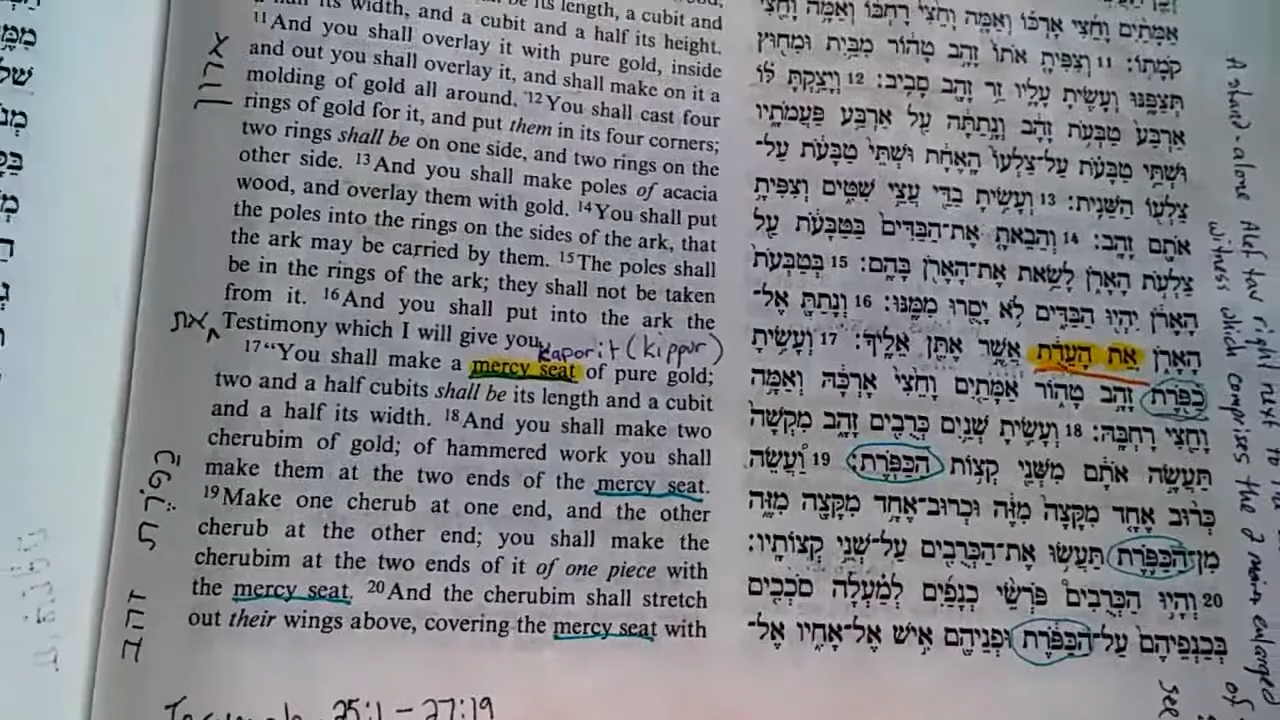 its width, and a cubit and a half its height.
11And you shall overlay it with pure gold, inside
and out you shall overlay it, and shall make on it a
molding of gold all around. 12You shall cast four
rings of gold for it, and put them in its four corners;
two rings shall be on one side, and two rings on the
other side. 13And you shall make poles of acacia
wood, and overlay them with gold. 14You shall put
the poles into the rings on the sides of the ark, that
the ark may be carried by them. 15The poles shall
be in the rings of the ark; they shall not be taken
from it. 16And you shall put into the ark the
Testimony which I will give you.
17“You shall make a mercy seat of pure gold;
two and a half cubits shall be its length and a cubit
and a half its width. 18And you shall make two
cherubim of gold; of hammered work you shall
make them at the two ends of the mercy seat.
19Make one cherub at one end, and the other
cherub at the other end; you shall make the
cherubim at the two ends of it of one piece with
the mercy seat. 20And the cherubim shall stretch
out their wings above, covering the mercy seat with
ארון
את
kaporit (kippur)
כַּפֹּרֶת
זהב
25:1 – 27:19
אַמָּתַיִם וָחֵצִי אָרְכּוֹ וְאַמָּה וָחֵצִי רָחְבּוֹ וְאַמָּה וָחֵצִי
קֹמָתוֹ׃ 11 וְצִפִּיתָ אֹתוֹ זָהָב טָהוֹר מִבַּיִת וּמִחוּץ
תְּצַפֶּנּוּ וְעָשִׂיתָ עָלָיו זֵר זָהָב סָבִיב׃ 12 וְיָצַקְתָּ לּוֹ
אַרְבַּע טַבְּעֹת זָהָב וְנָתַתָּה עַל אַרְבַּע פַּעֲמֹתָיו
וּשְׁתֵּי טַבָּעֹת עַל־צַלְעוֹ הָאֶחָת וּשְׁתֵּי טַבָּעֹת עַל־
צַלְעוֹ הַשֵּׁנִית׃ 13 וְעָשִׂיתָ בַדֵּי עֲצֵי שִׁטִּים וְצִפִּיתָ
אֹתָם זָהָב׃ 14 וְהֵבֵאתָ אֶת־הַבַּדִּים בַּטַּבָּעֹת עַל
צַלְעֹת הָאָרֹן לָשֵׂאת אֶת־הָאָרֹן בָּהֶם׃ 15 בְּטַבְּעֹת
הָאָרֹן יִהְיוּ הַבַּדִּים לֹא יָסֻרוּ מִמֶּנּוּ׃ 16 וְנָתַתָּ אֶל־
הָאָרֹן אֵת הָעֵדֻת אֲשֶׁר אֶתֵּן אֵלֶיךָ׃ 17 וְעָשִׂיתָ
כַפֹּרֶת זָהָב טָהוֹר אַמָּתַיִם וָחֵצִי אָרְכָּהּ וְאַמָּה
וָחֵצִי רָחְבָּהּ׃ 18 וְעָשִׂיתָ שְׁנַיִם כְּרֻבִים זָהָב מִקְשָׁה
תַּעֲשֶׂה אֹתָם מִשְּׁנֵי קְצוֹת הַכַּפֹּרֶת׃ 19 וַעֲשֵׂה
כְּרוּב אֶחָד מִקָּצָה מִזֶּה וּכְרוּב־אֶחָד מִקָּצָה מִזֶּה
מִן־הַכַּפֹּרֶת תַּעֲשׂוּ אֶת־הַכְּרֻבִים עַל־שְׁנֵי קְצוֹתָיו׃
20 וְהָיוּ הַכְּרֻבִים פֹּרְשֵׂי כְנָפַיִם לְמַעְלָה סֹכְכִים
בְּכַנְפֵיהֶם עַל־הַכַּפֹּרֶת וּפְנֵיהֶם אִישׁ אֶל־אָחִיו אֶל־
A stand-alone Alef tav right next to the
witness which comprises the 2 main enlarged
of
See